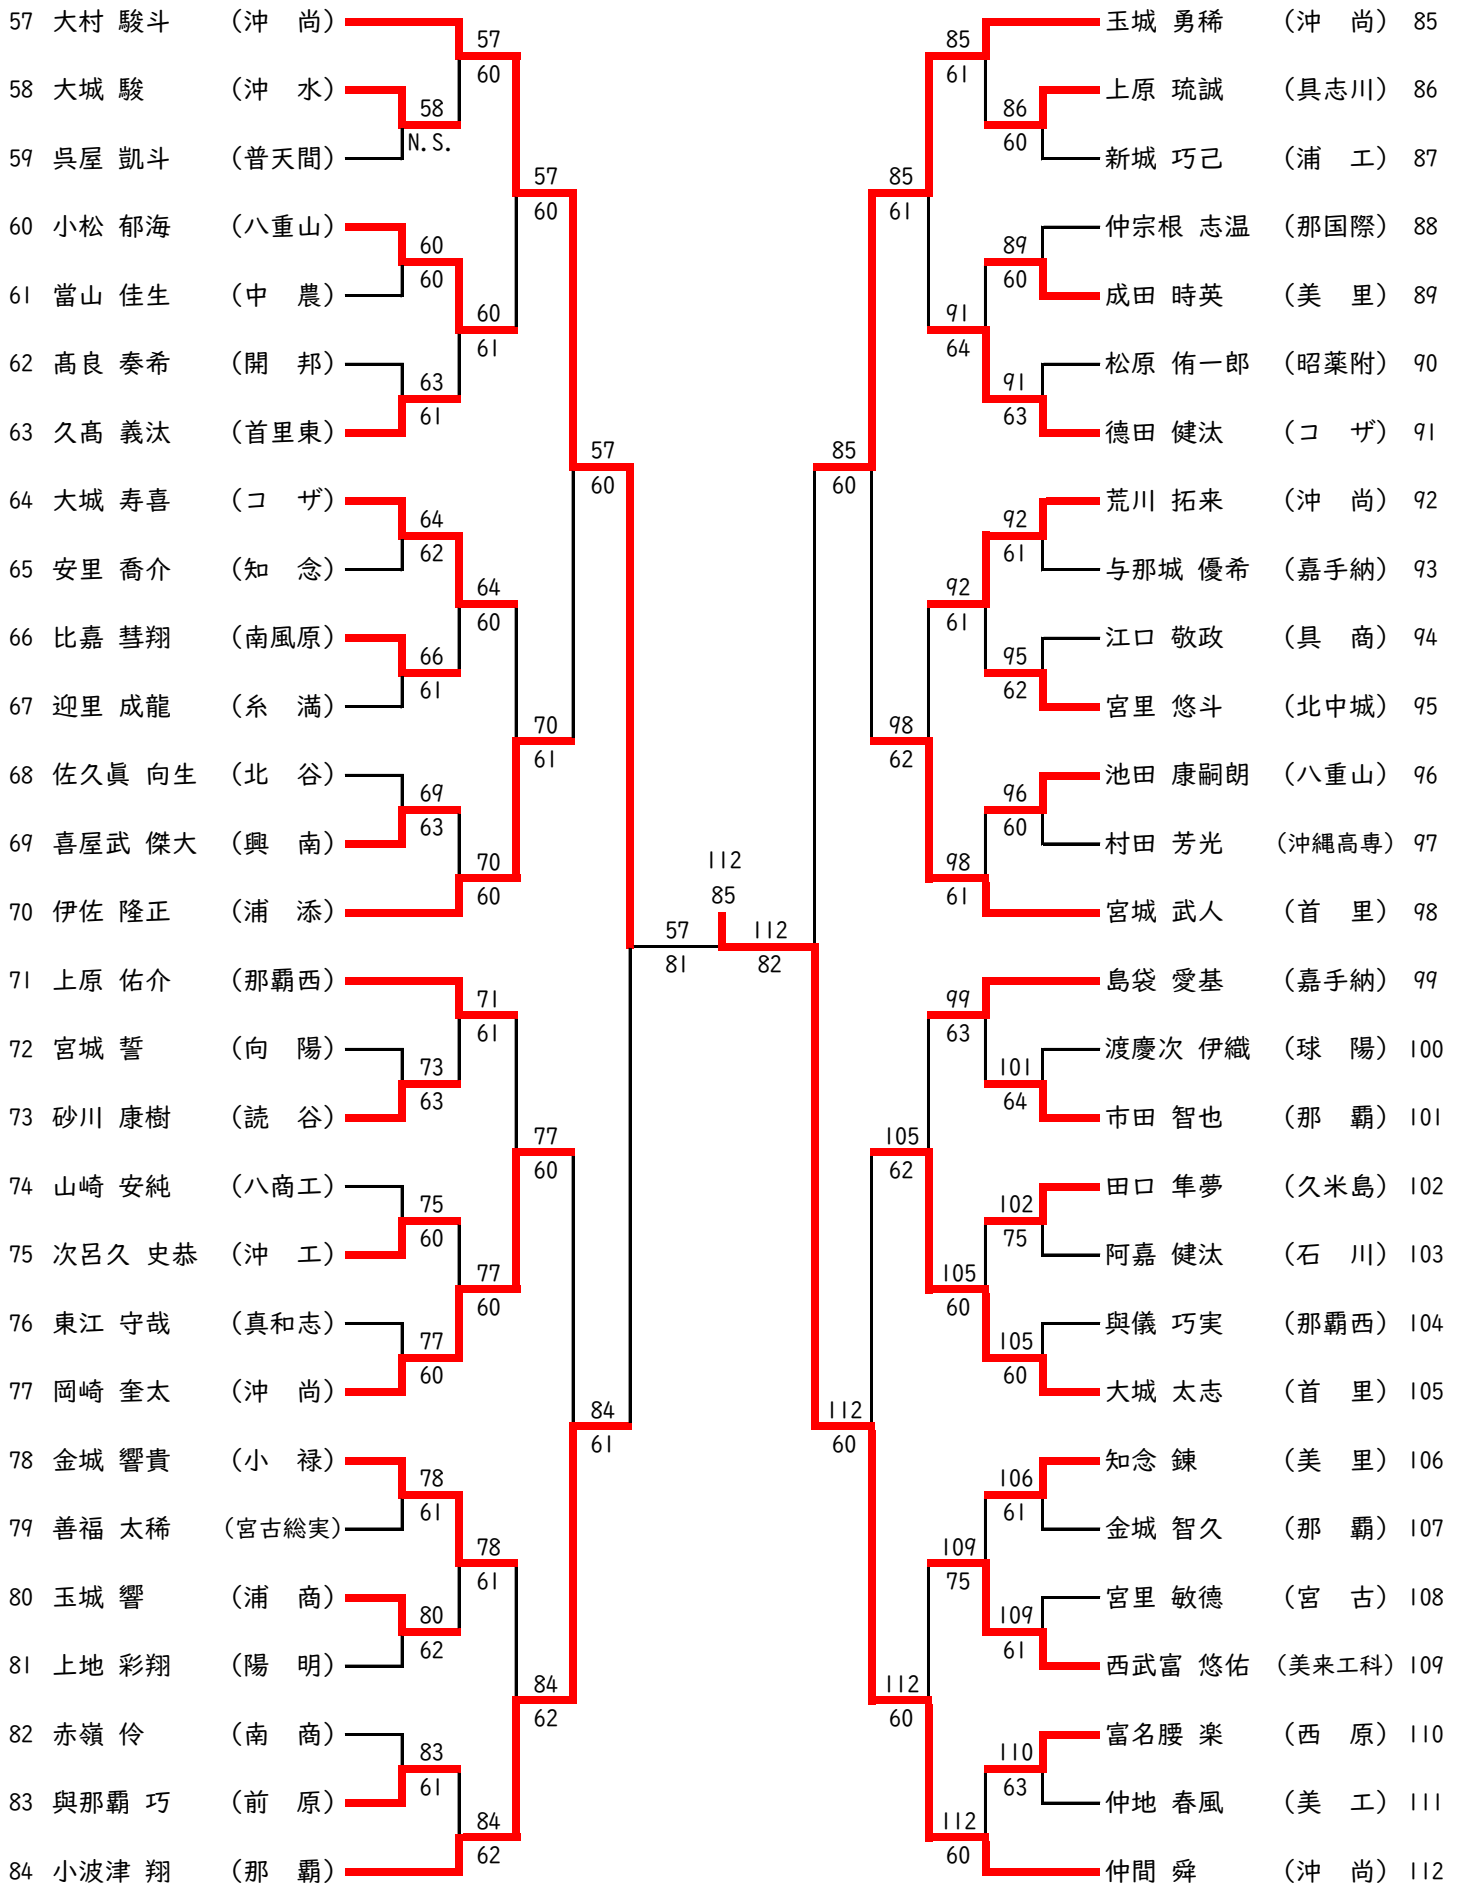 57 大村 駿斗 (沖 尚)
58 大城 駿 (沖 水)
59 呉屋 凱斗 (普天間)
60 小松 郁海 (八重山)
61 當山 佳生 (中 農)
62 髙良 奏希 (開 邦)
63 久髙 義汰 (首里東)
64 大城 寿喜 (コ ザ)
65 安里 喬介 (知 念)
66 比嘉 彗翔 (南風原)
67 迎里 成龍 (糸 満)
68 佐久眞 向生 (北 谷)
69 喜屋武 傑大 (興 南)
70 伊佐 隆正 (浦 添)
71 上原 佑介 (那覇西)
72 宮城 誓 (向 陽)
73 砂川 康樹 (読 谷)
74 山崎 安純 (八商工)
75 次呂久 史恭 (沖 工)
76 東江 守哉 (真和志)
77 岡崎 奎太 (沖 尚)
78 金城 響貴 (小 禄)
79 善福 太稀 (宮古総実)
80 玉城 響 (浦 商)
81 上地 彩翔 (陽 明)
82 赤嶺 伶 (南 商)
83 與那覇 巧 (前 原)
84 小波津 翔 (那 覇)
58
N.S.
60
60
63
61
64
62
66
61
69
63
73
63
75
60
77
60
78
61
80
62
83
61
57
60
60
61
64
60
70
60
71
61
77
60
78
61
84
62
57
60
70
61
77
60
84
62
57
60
84
61
57
81
112
85
112
82
85
60
112
60
85
61
98
62
105
62
112
60
85
61
91
64
92
61
98
61
99
63
105
60
109
75
112
60
86
60
89
60
91
63
92
61
95
62
96
60
101
64
102
75
105
60
106
61
109
61
110
63
玉城 勇稀 (沖 尚) 85
上原 琉誠 (具志川) 86
新城 巧己 (浦 工) 87
仲宗根 志温 (那国際) 88
成田 時英 (美 里) 89
松原 侑一郎 (昭薬附) 90
德田 健汰 (コ ザ) 91
荒川 拓来 (沖 尚) 92
与那城 優希 (嘉手納) 93
江口 敬政 (具 商) 94
宮里 悠斗 (北中城) 95
池田 康嗣朗 (八重山) 96
村田 芳光 (沖縄高専) 97
宮城 武人 (首 里) 98
島袋 愛基 (嘉手納) 99
渡慶次 伊織 (球 陽) 100
市田 智也 (那 覇) 101
田口 隼夢 (久米島) 102
阿嘉 健汰 (石 川) 103
與儀 巧実 (那覇西) 104
大城 太志 (首 里) 105
知念 錬 (美 里) 106
金城 智久 (那 覇) 107
宮里 敏德 (宮 古) 108
西武富 悠佑 (美来工科) 109
富名腰 楽 (西 原) 110
仲地 春風 (美 工) 111
仲間 舜 (沖 尚) 112